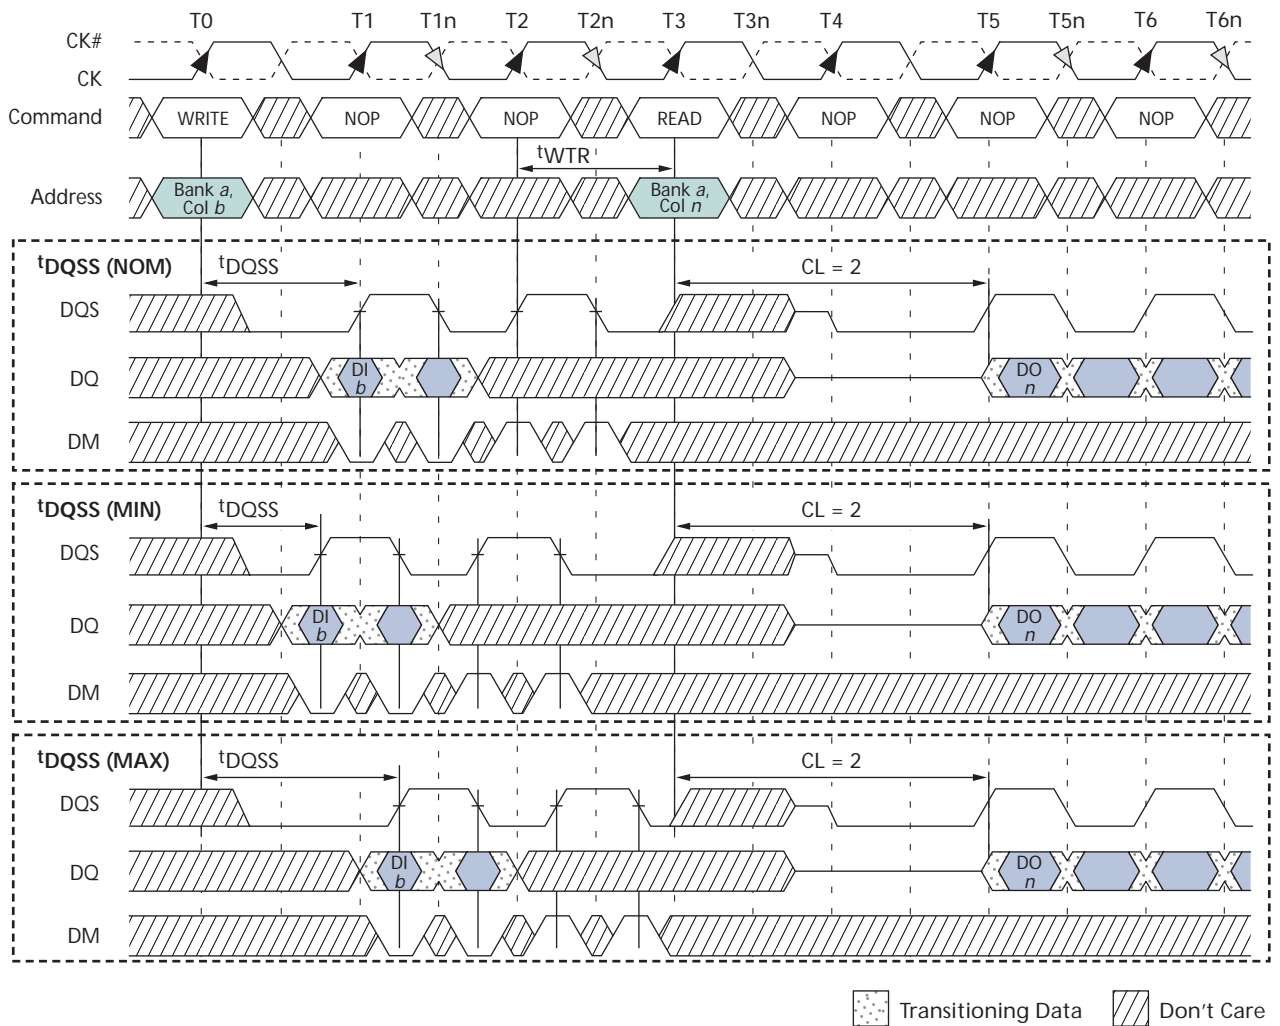 T0 T1 T1n T2 T2n T3 T3n T4 T5 T5n T6 T6n
CK#
CK
Command WRITE NOP NOP READ NOP NOP NOP
tWTR
Address Bank a, Col b Bank a, Col n
tDQSS (NOM) tDQSS CL = 2
DQS
DQ DI b DO n
DM
tDQSS (MIN) tDQSS CL = 2
DQS
DQ DI b DO n
DM
tDQSS (MAX) tDQSS CL = 2
DQS
DQ DI b DO n
DM
Transitioning Data Don't Care